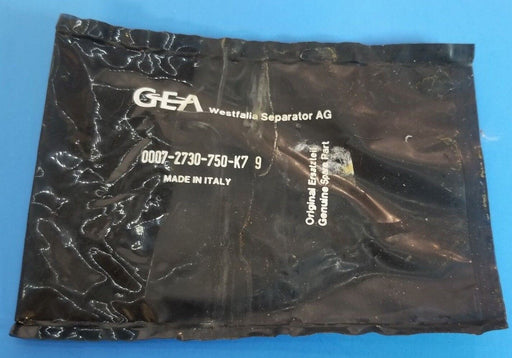 GEA Westfalia Separator AG
0007-2730-750-K7 9
MADE IN ITALY
Original Ersatzteil
Genuine Spare Part